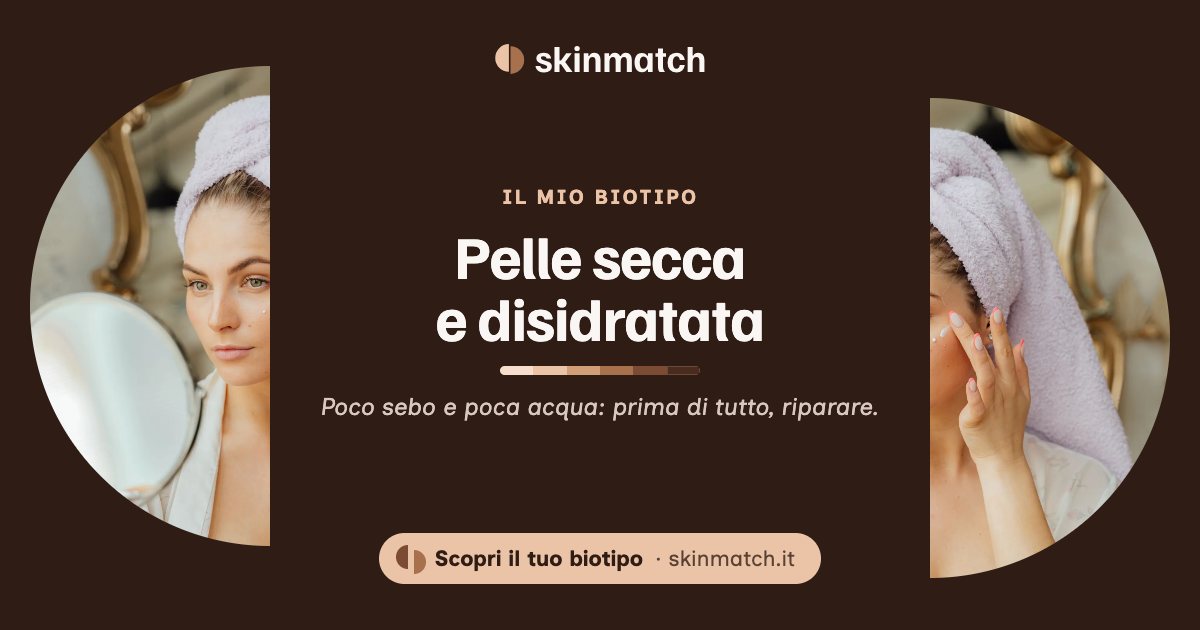 skinmatch
IL MIO BIOTIPO
Pelle secca
e disidratata
Poco sebo e poca acqua: prima di tutto, riparare.
Scopri il tuo biotipo · skinmatch.it